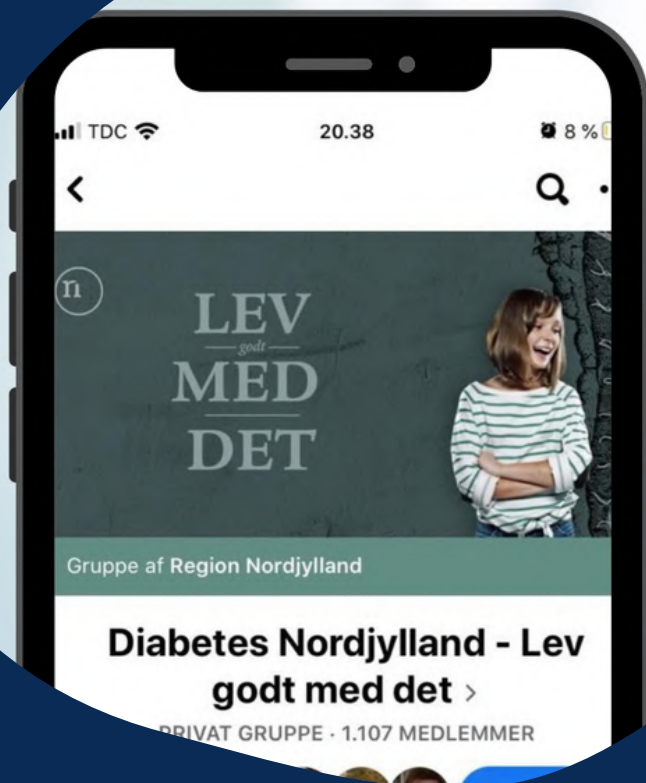 TDC
20.38
8 %
n
LEV
godt
MED
DET
Gruppe af Region Nordjylland
Diabetes Nordjylland - Lev
godt med det >
PRIVAT GRUPPE · 1.107 MEDLEMMER